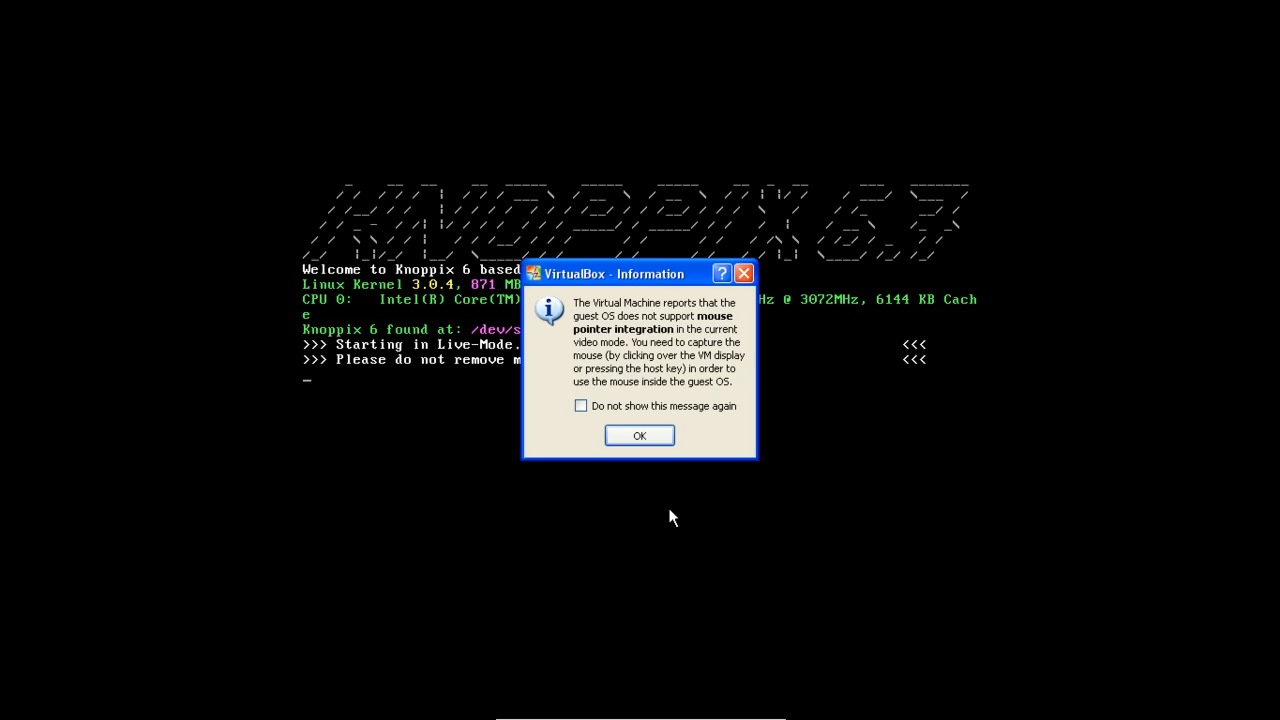 KNOPPIX 6.7
Welcome to Knoppix 6 based
Linux Kernel 3.0.4, 871 MB
CPU 0: Intel(R) Core(TM) Hz @ 3072MHz, 6144 KB Cach
e
Knoppix 6 found at: /dev/s
>>> Starting in Live-Mode. <<<
>>> Please do not remove m <<<
_
VirtualBox - Information
The Virtual Machine reports that the
guest OS does not support mouse
pointer integration in the current
video mode. You need to capture the
mouse (by clicking over the VM display
or pressing the host key) in order to
use the mouse inside the guest OS.
Do not show this message again
OK